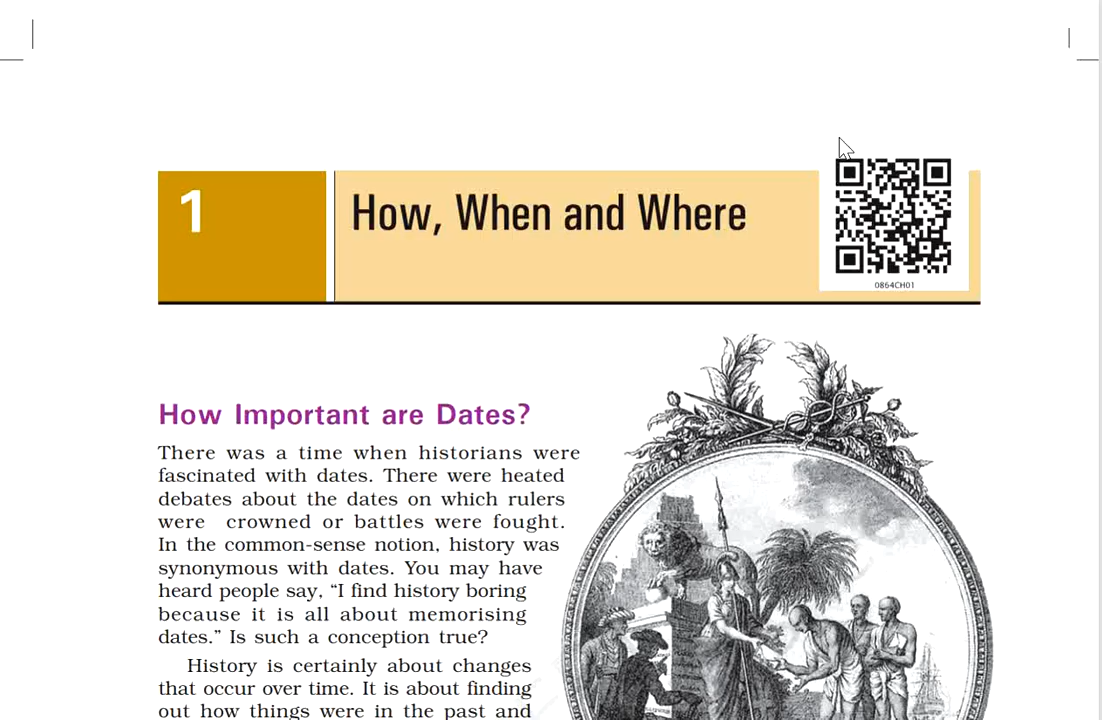 1
How, When and Where
0864CH01
How Important are Dates?
There was a time when historians were
fascinated with dates. There were heated
debates about the dates on which rulers
were crowned or battles were fought.
In the common-sense notion, history was
synonymous with dates. You may have
heard people say, “I find history boring
because it is all about memorising
dates.” Is such a conception true?
History is certainly about changes
that occur over time. It is about finding
out how things were in the past and